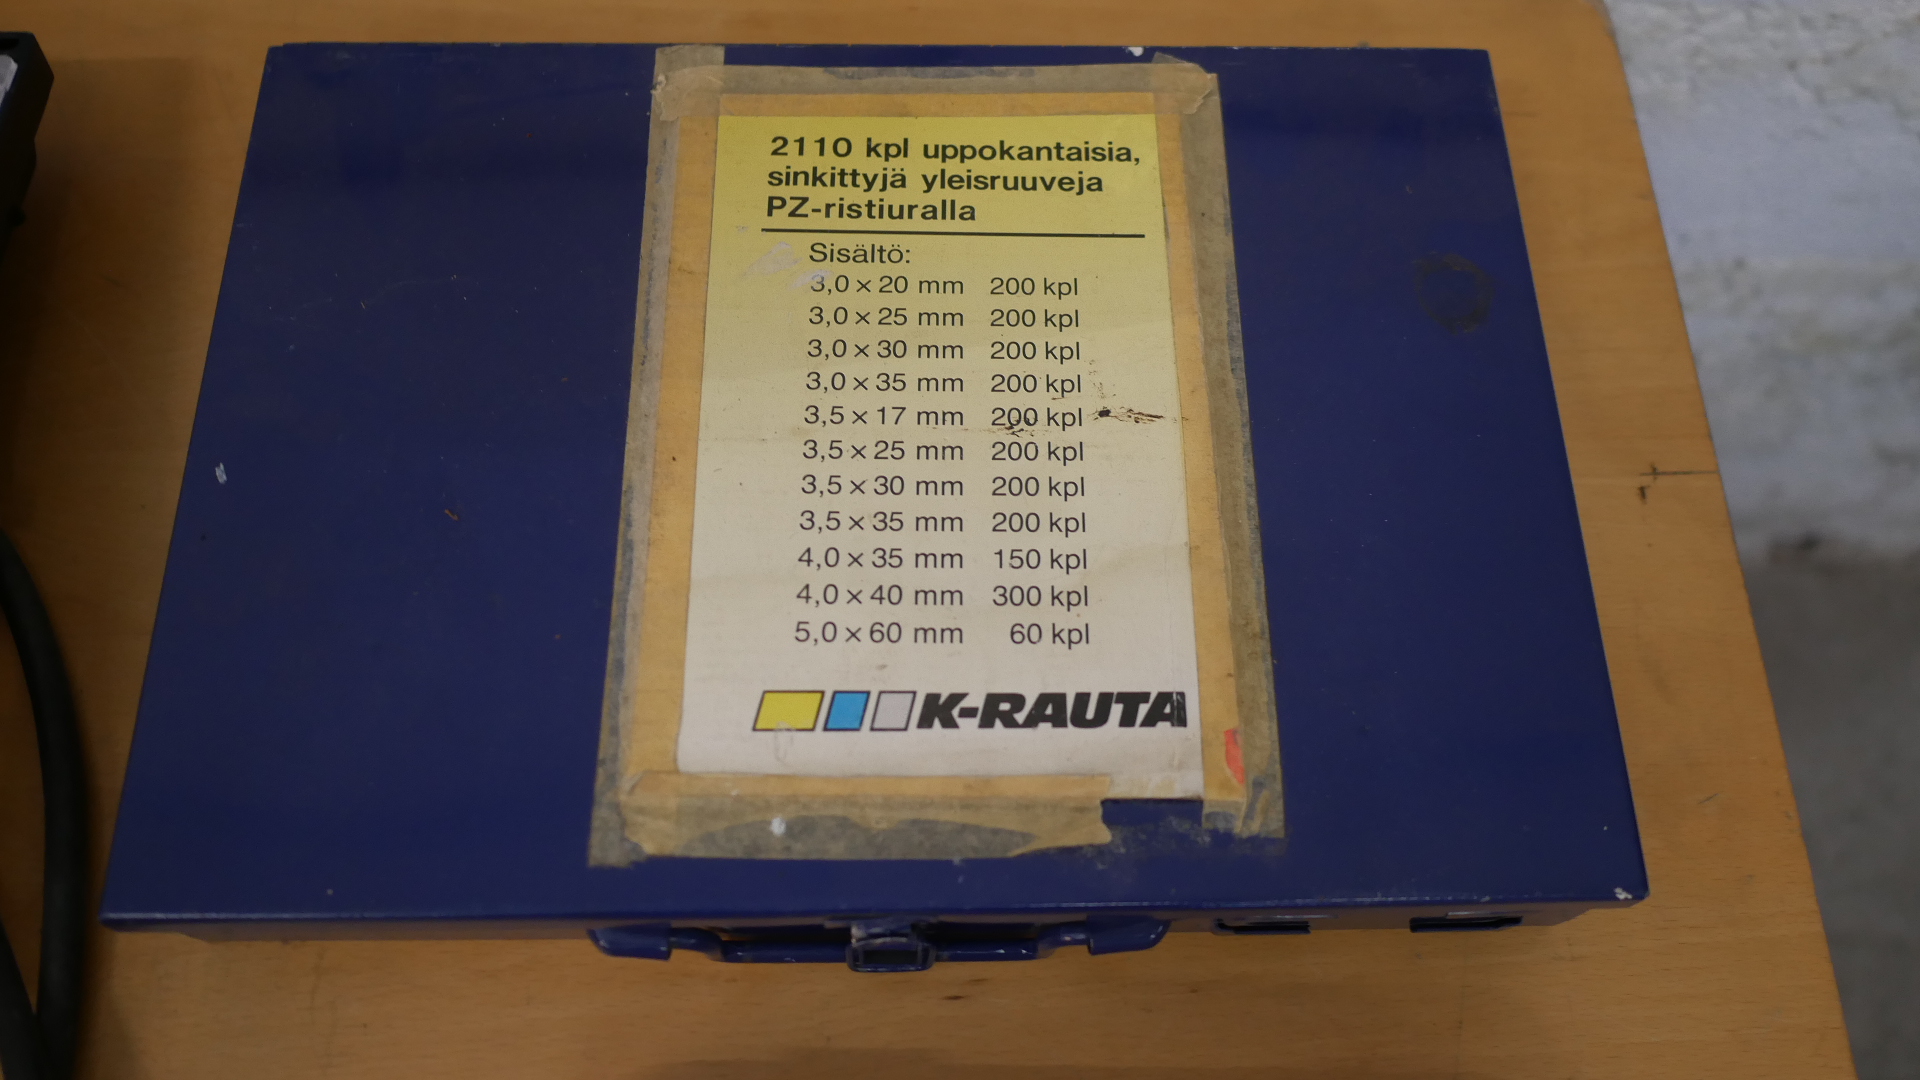 2110 kpl uppokantaisia,
sinkittyjä yleisruuveja
PZ-ristiuralla
Sisältö:
3,0 × 20 mm 200 kpl
3,0 × 25 mm 200 kpl
3,0 × 30 mm 200 kpl
3,0 × 35 mm 200 kpl
3,5 × 17 mm 200 kpl
3,5 × 25 mm 200 kpl
3,5 × 30 mm 200 kpl
3,5 × 35 mm 200 kpl
4,0 × 35 mm 150 kpl
4,0 × 40 mm 300 kpl
5,0 × 60 mm 60 kpl
K-RAUTA